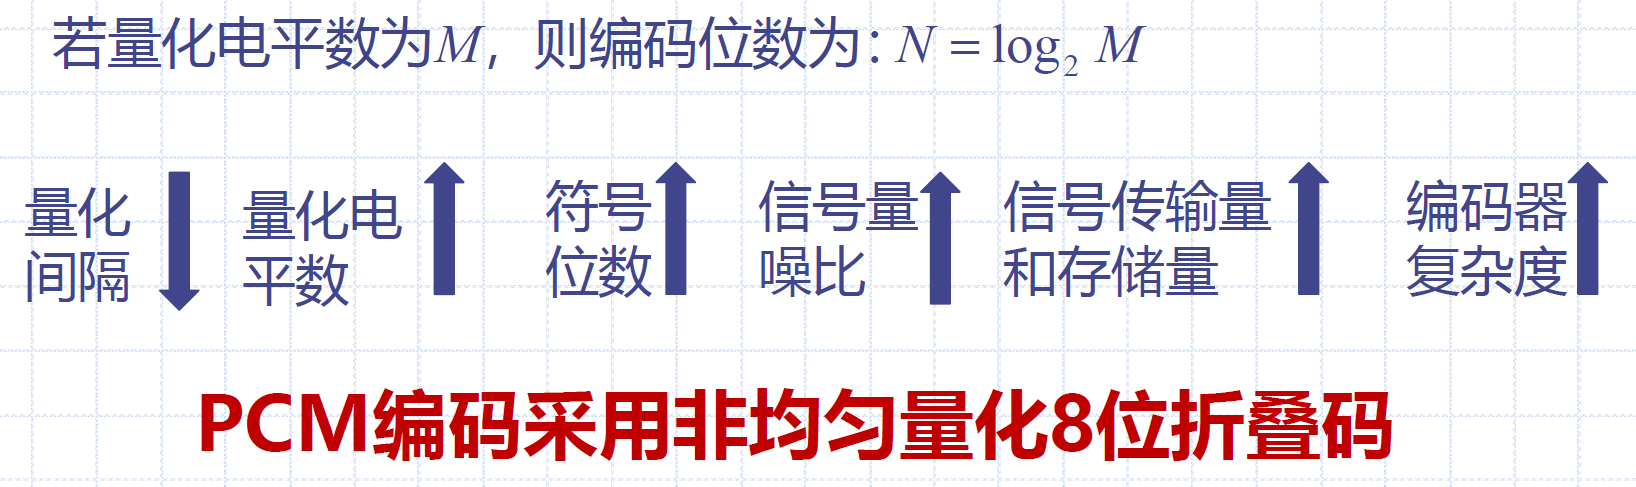 若量化电平数为M，则编码位数为：N = log₂ M
量化
间隔
量化电
平数
符号
位数
信号量
噪比
信号传输量
和存储量
编码器
复杂度
PCM编码采用非均匀量化8位折叠码